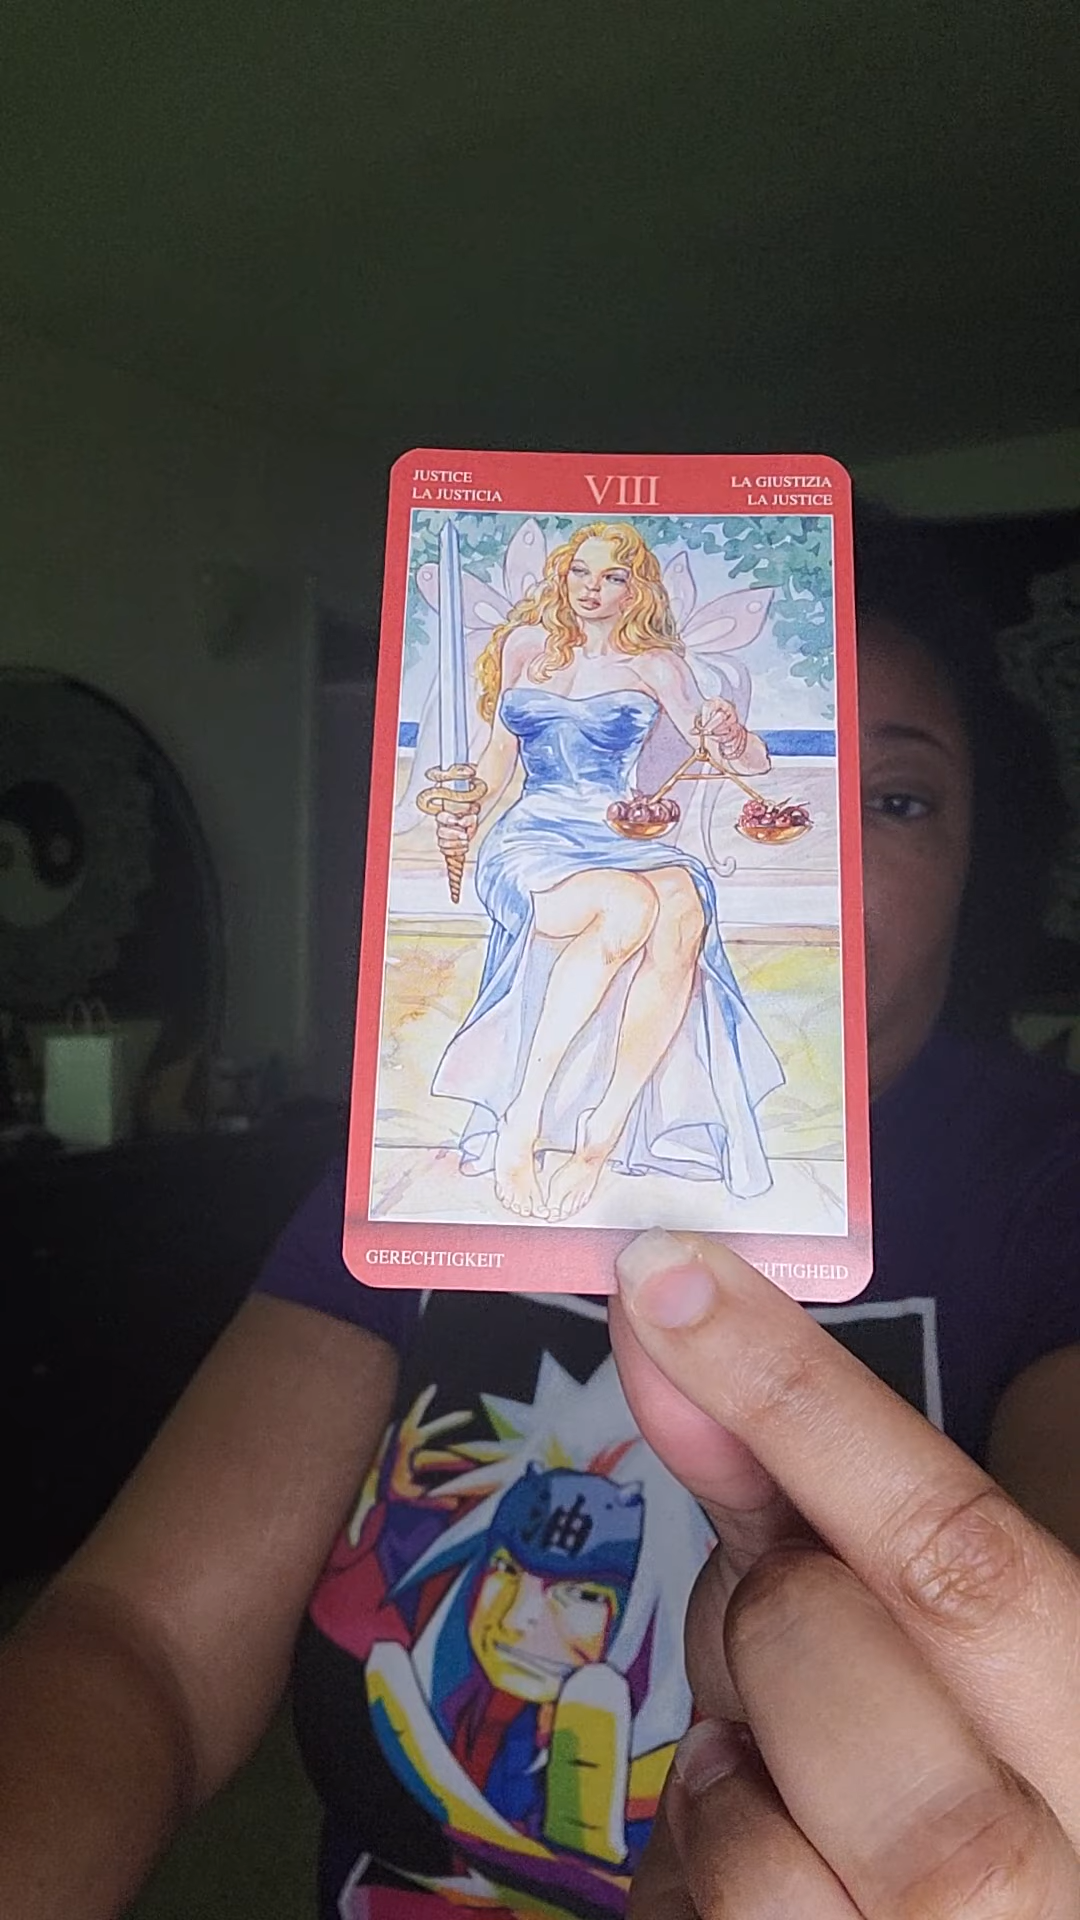 JUSTICE
LA JUSTICIA
VIII
LA GIUSTIZIA
LA JUSTICE
GERECHTIGKEIT
油